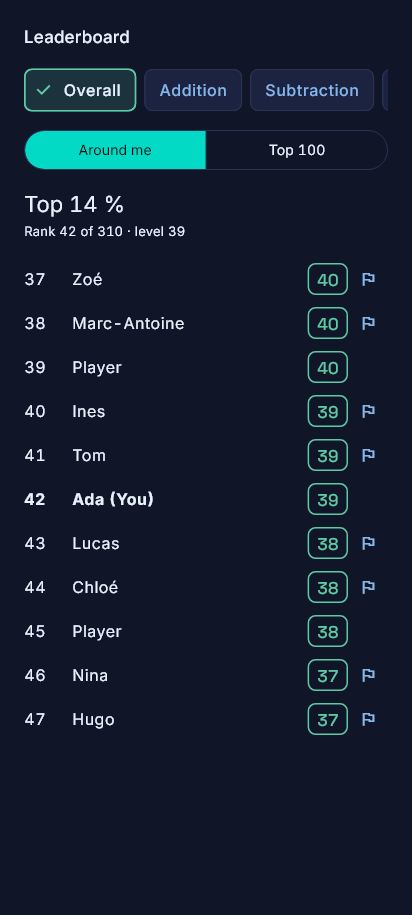 Leaderboard
Overall Addition Subtraction
Around me Top 100
Top 14 %
Rank 42 of 310 · level 39
37 Zoé 40
38 Marc-Antoine 40
39 Player 40
40 Ines 39
41 Tom 39
42 Ada (You) 39
43 Lucas 38
44 Chloé 38
45 Player 38
46 Nina 37
47 Hugo 37